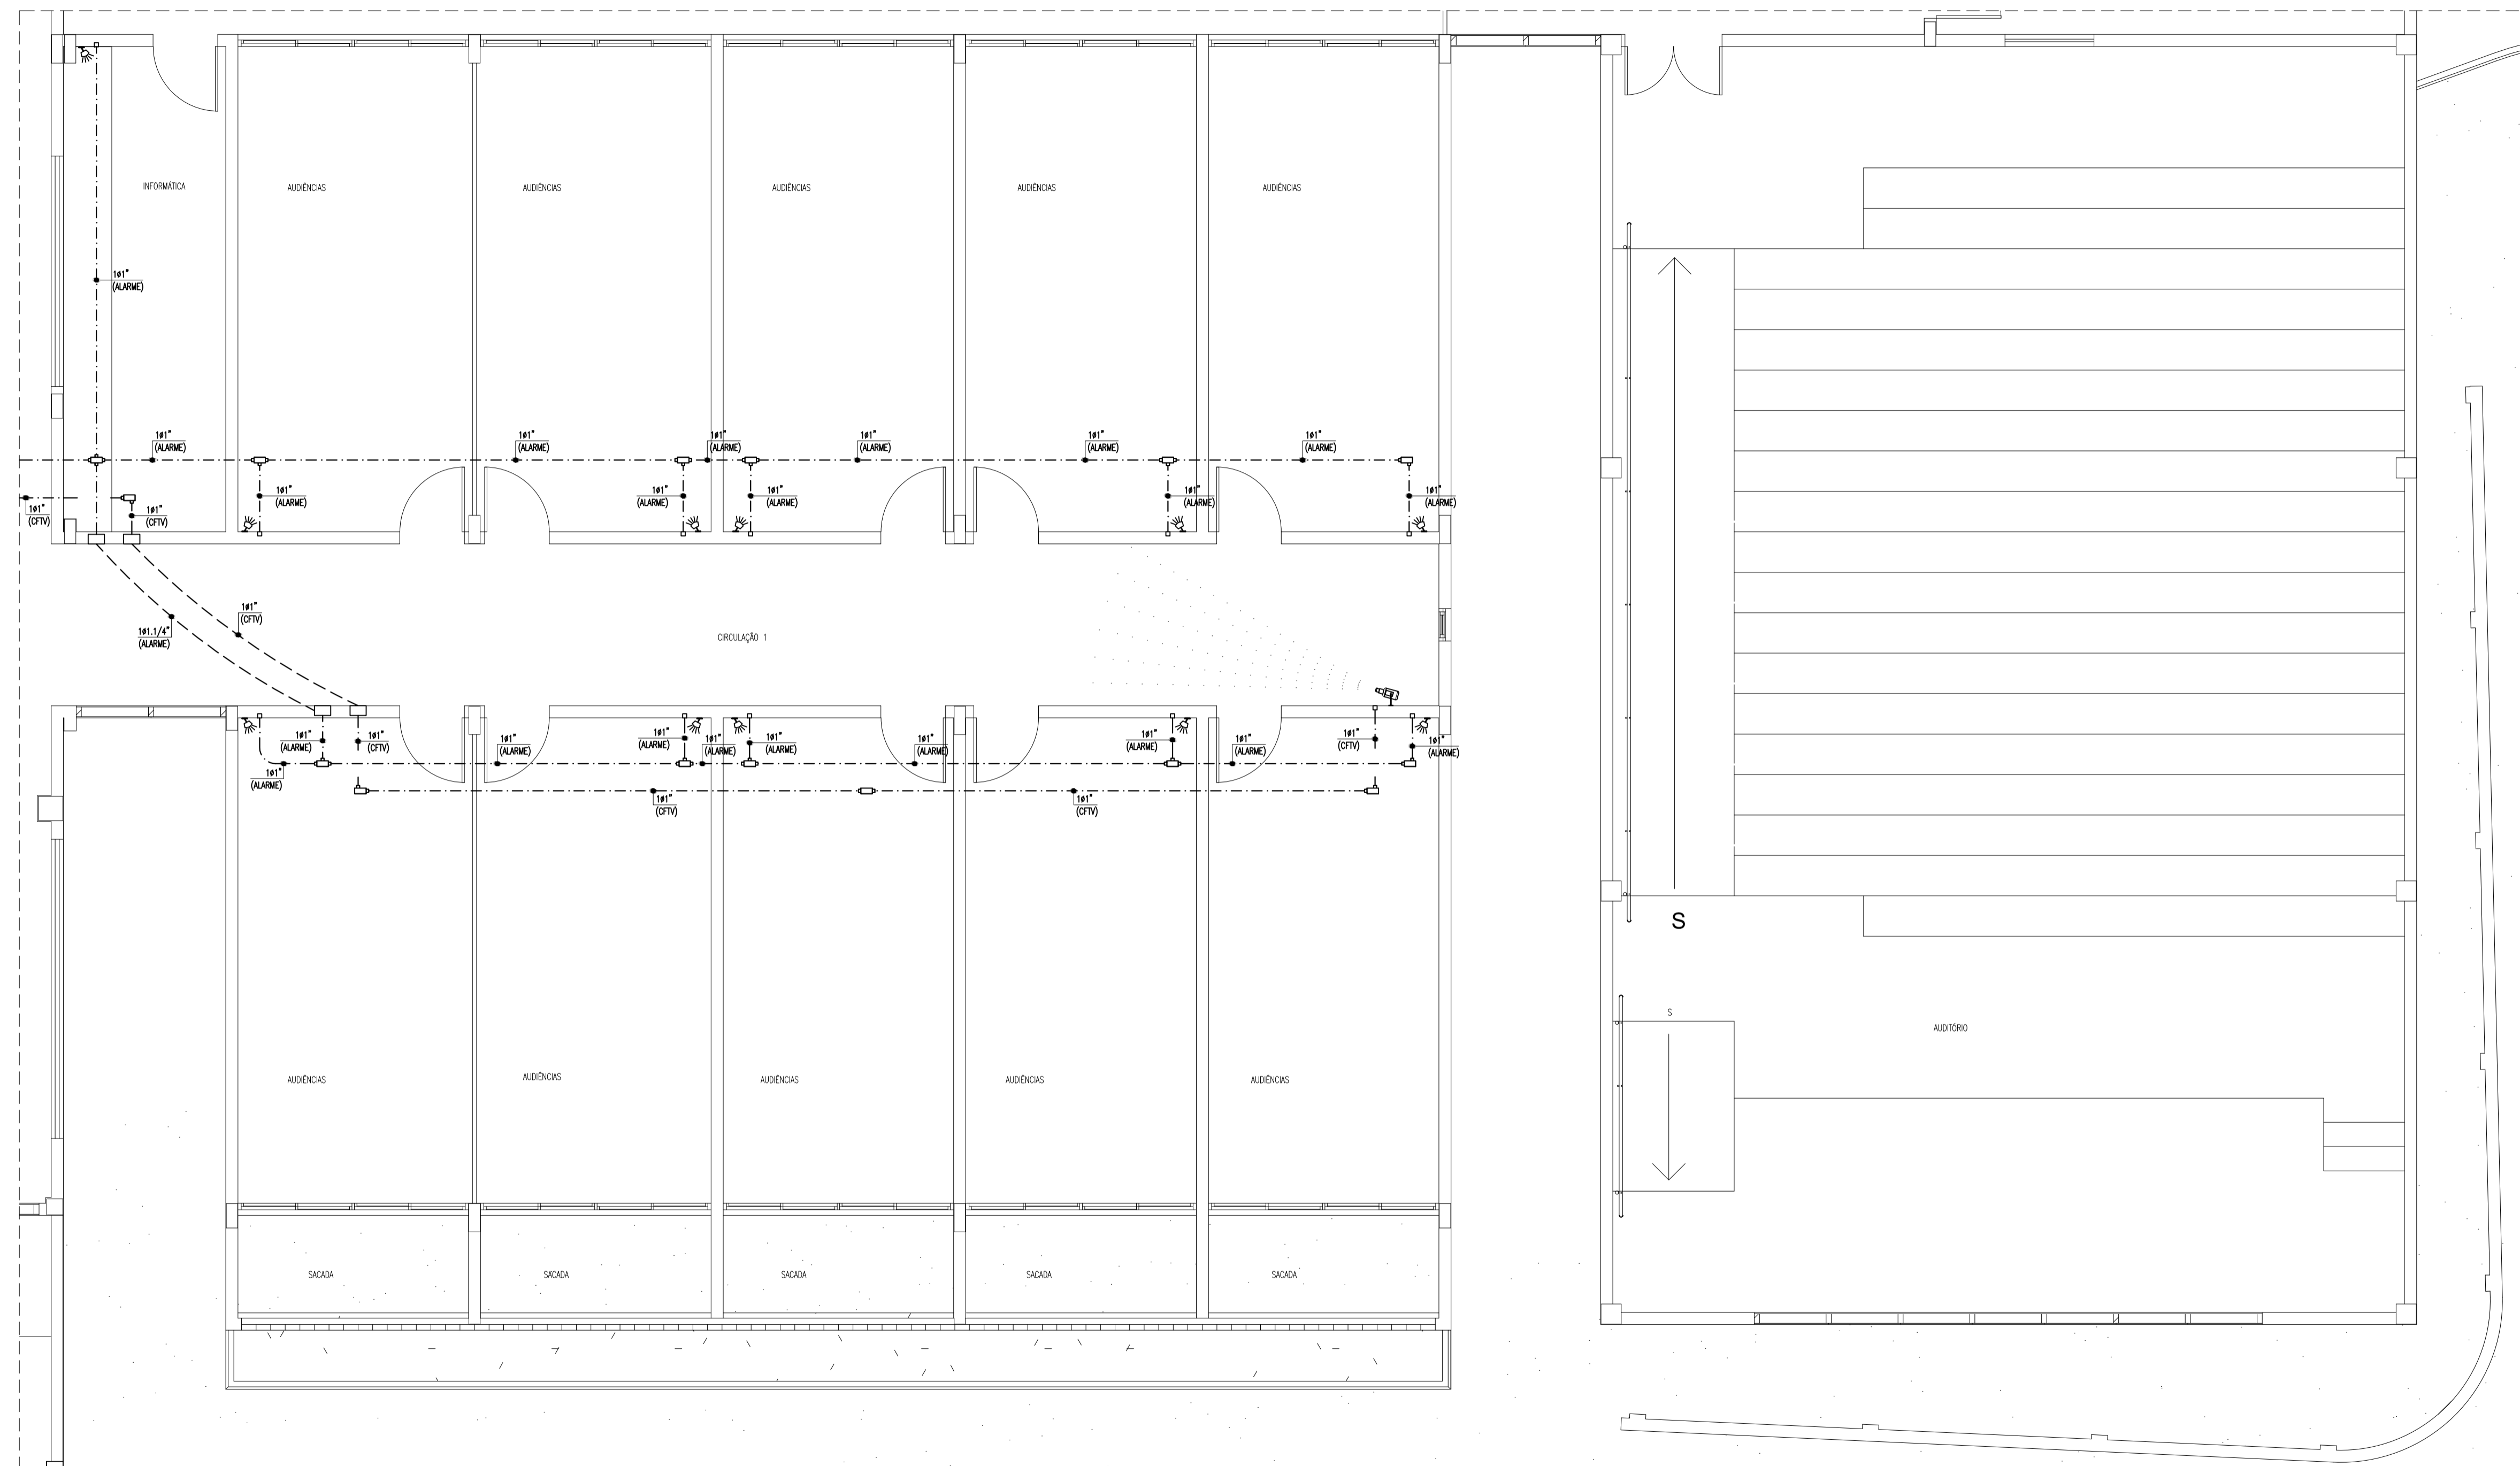 INFORMÁTICA
AUDIÊNCIAS
AUDIÊNCIAS
AUDIÊNCIAS
AUDIÊNCIAS
AUDIÊNCIAS
1ø1"
(ALARME)
1ø1"
(ALARME)
1ø1"
(ALARME)
1ø1"
(ALARME)
1ø1"
(ALARME)
1ø1"
(ALARME)
1ø1"
(ALARME)
1ø1"
(CFTV)
1ø1"
(CFTV)
1ø1"
(ALARME)
1ø1"
(ALARME)
1ø1"
(ALARME)
1ø1"
(ALARME)
1ø1"
(ALARME)
1ø1"
(CFTV)
1ø1.1/4"
(ALARME)
CIRCULAÇÃO 1
1ø1"
(ALARME)
1ø1"
(CFTV)
1ø1"
(ALARME)
1ø1"
(ALARME)
1ø1"
(ALARME)
1ø1"
(ALARME)
1ø1"
(ALARME)
1ø1"
(ALARME)
1ø1"
(ALARME)
1ø1"
(CFTV)
1ø1"
(ALARME)
1ø1"
(ALARME)
1ø1"
(CFTV)
1ø1"
(CFTV)
S
S
AUDITÓRIO
AUDIÊNCIAS
AUDIÊNCIAS
AUDIÊNCIAS
AUDIÊNCIAS
AUDIÊNCIAS
SACADA
SACADA
SACADA
SACADA
SACADA